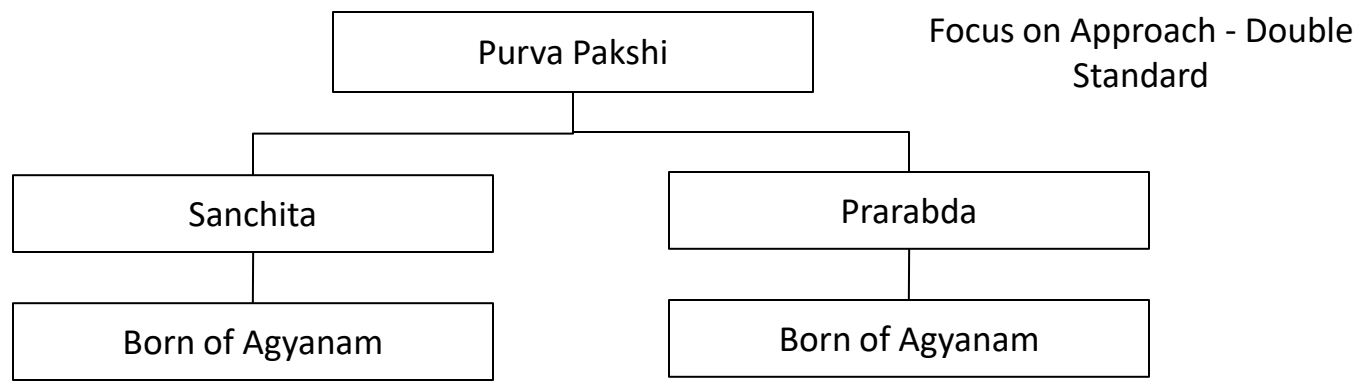 Purva Pakshi
Focus on Approach - Double
Standard
Sanchita
Prarabda
Born of Agyanam
Born of Agyanam